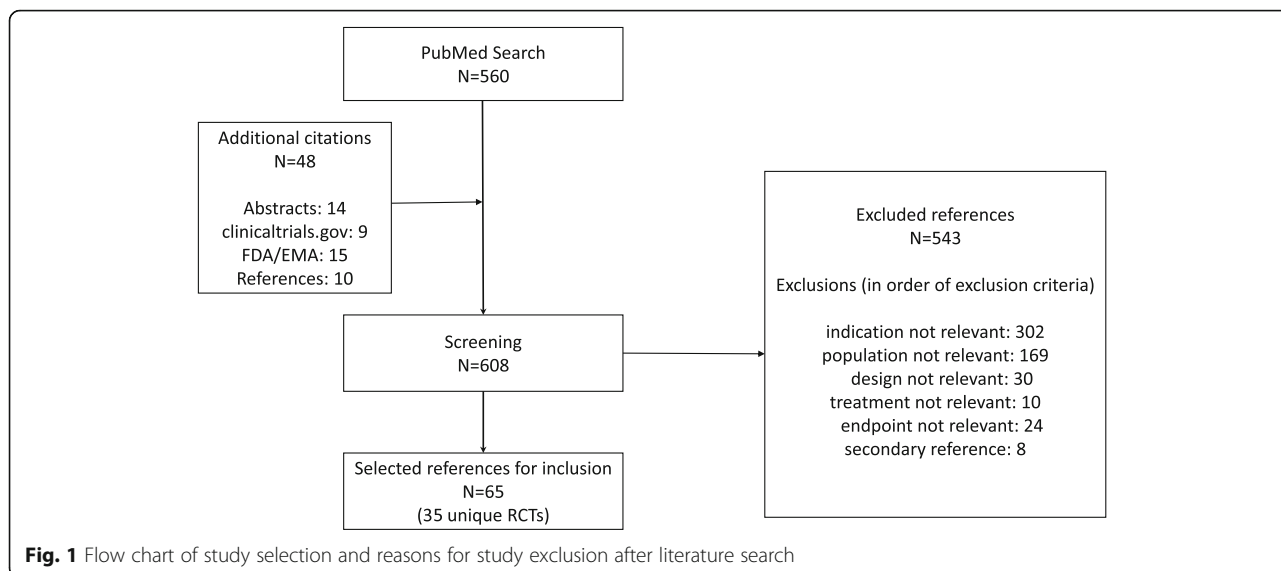 PubMed Search
N=560
Additional citations
N=48
Abstracts: 14
clinicaltrials.gov: 9
FDA/EMA: 15
References: 10
Excluded references
N=543
Exclusions (in order of exclusion criteria)
indication not relevant: 302
population not relevant: 169
design not relevant: 30
treatment not relevant: 10
endpoint not relevant: 24
secondary reference: 8
Screening
N=608
Selected references for inclusion
N=65
(35 unique RCTs)
Fig. 1 Flow chart of study selection and reasons for study exclusion after literature search